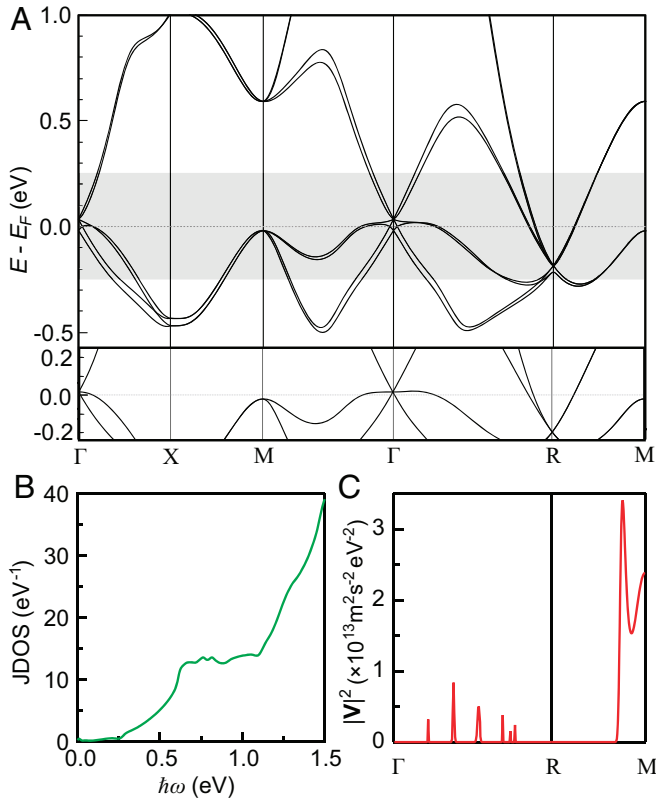 A
1.0
0.5
0.0
-0.5
E - E_F (eV)
0.2
0.0
-0.2
Γ X M Γ R M
B
40
30
20
10
0
JDOS (eV⁻¹)
0.0 0.5 1.0 1.5
ħω (eV)
C
3
2
1
0
|V|² (×10¹³m²s⁻²eV⁻²)
Γ R M